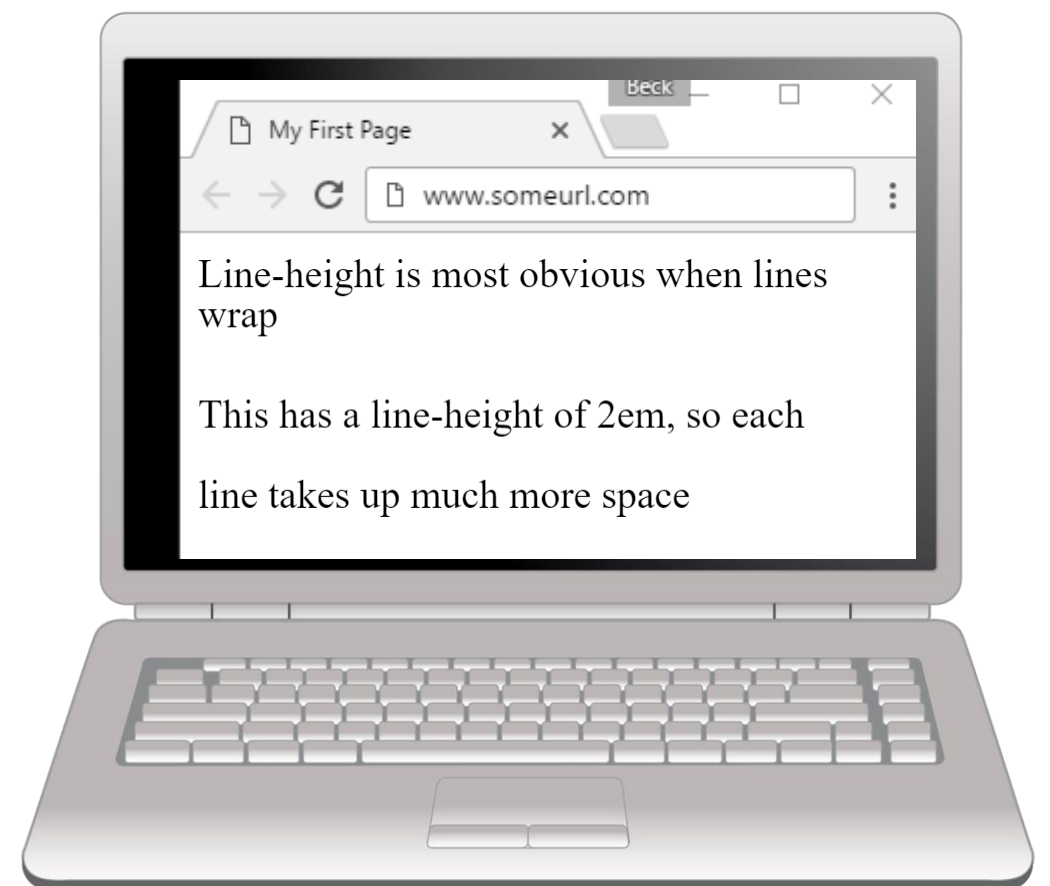 Beck
My First Page
www.someurl.com
Line-height is most obvious when lines
wrap
This has a line-height of 2em, so each
line takes up much more space